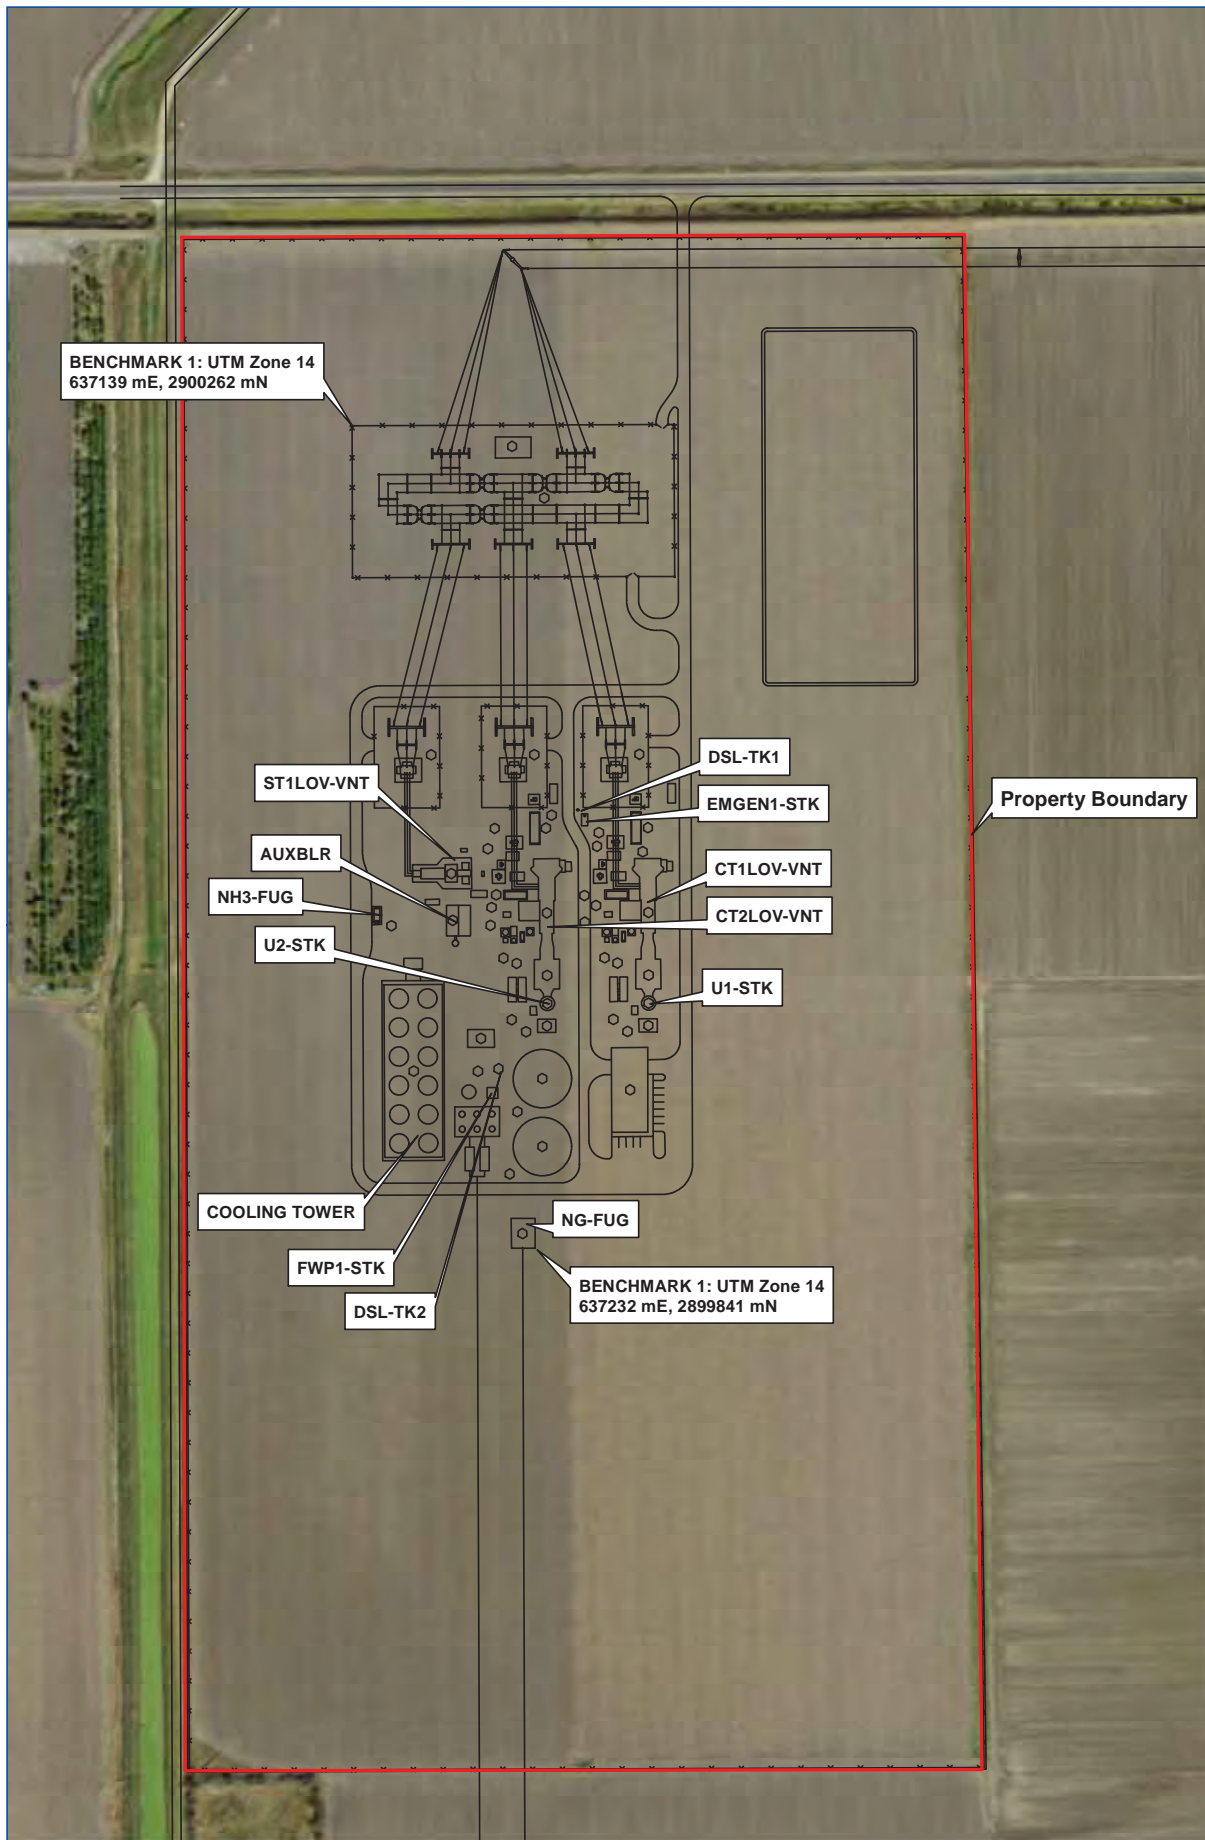 BENCHMARK 1: UTM Zone 14
637139 mE, 2900262 mN
DSL-TK1
ST1LOV-VNT
EMGEN1-STK
Property Boundary
AUXBLR
CT1LOV-VNT
NH3-FUG
CT2LOV-VNT
U2-STK
U1-STK
COOLING TOWER
NG-FUG
FWP1-STK
BENCHMARK 1: UTM Zone 14
637232 mE, 2899841 mN
DSL-TK2